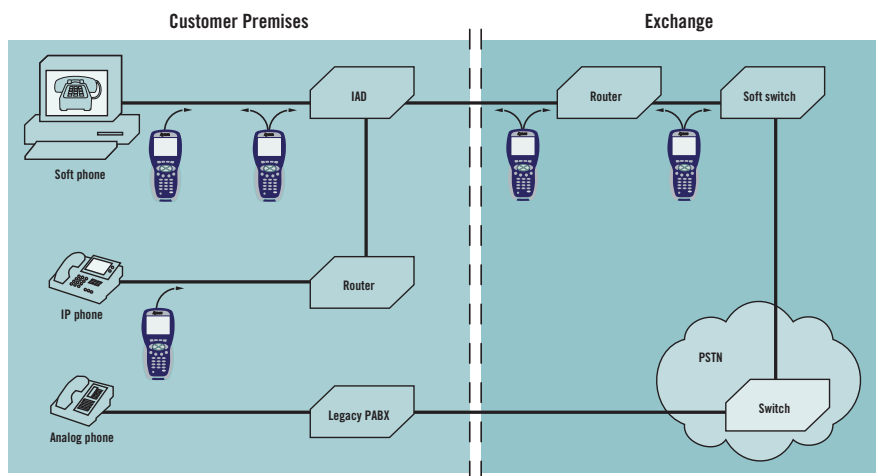 Customer Premises
Exchange
IAD
Router
Soft switch
Soft phone
IP phone
Router
PSTN
Analog phone
Legacy PABX
Switch